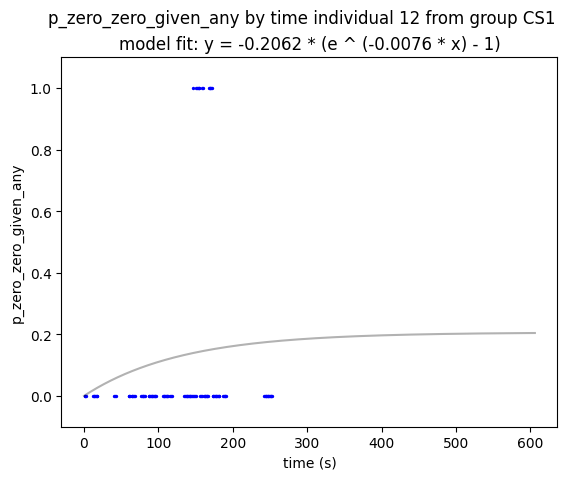 p_zero_zero_given_any by time individual 12 from group CS1
model fit: y = -0.2062 * (e ^ (-0.0076 * x) - 1)
p_zero_zero_given_any
1.0
0.8
0.6
0.4
0.2
0.0
0 100 200 300 400 500 600
time (s)